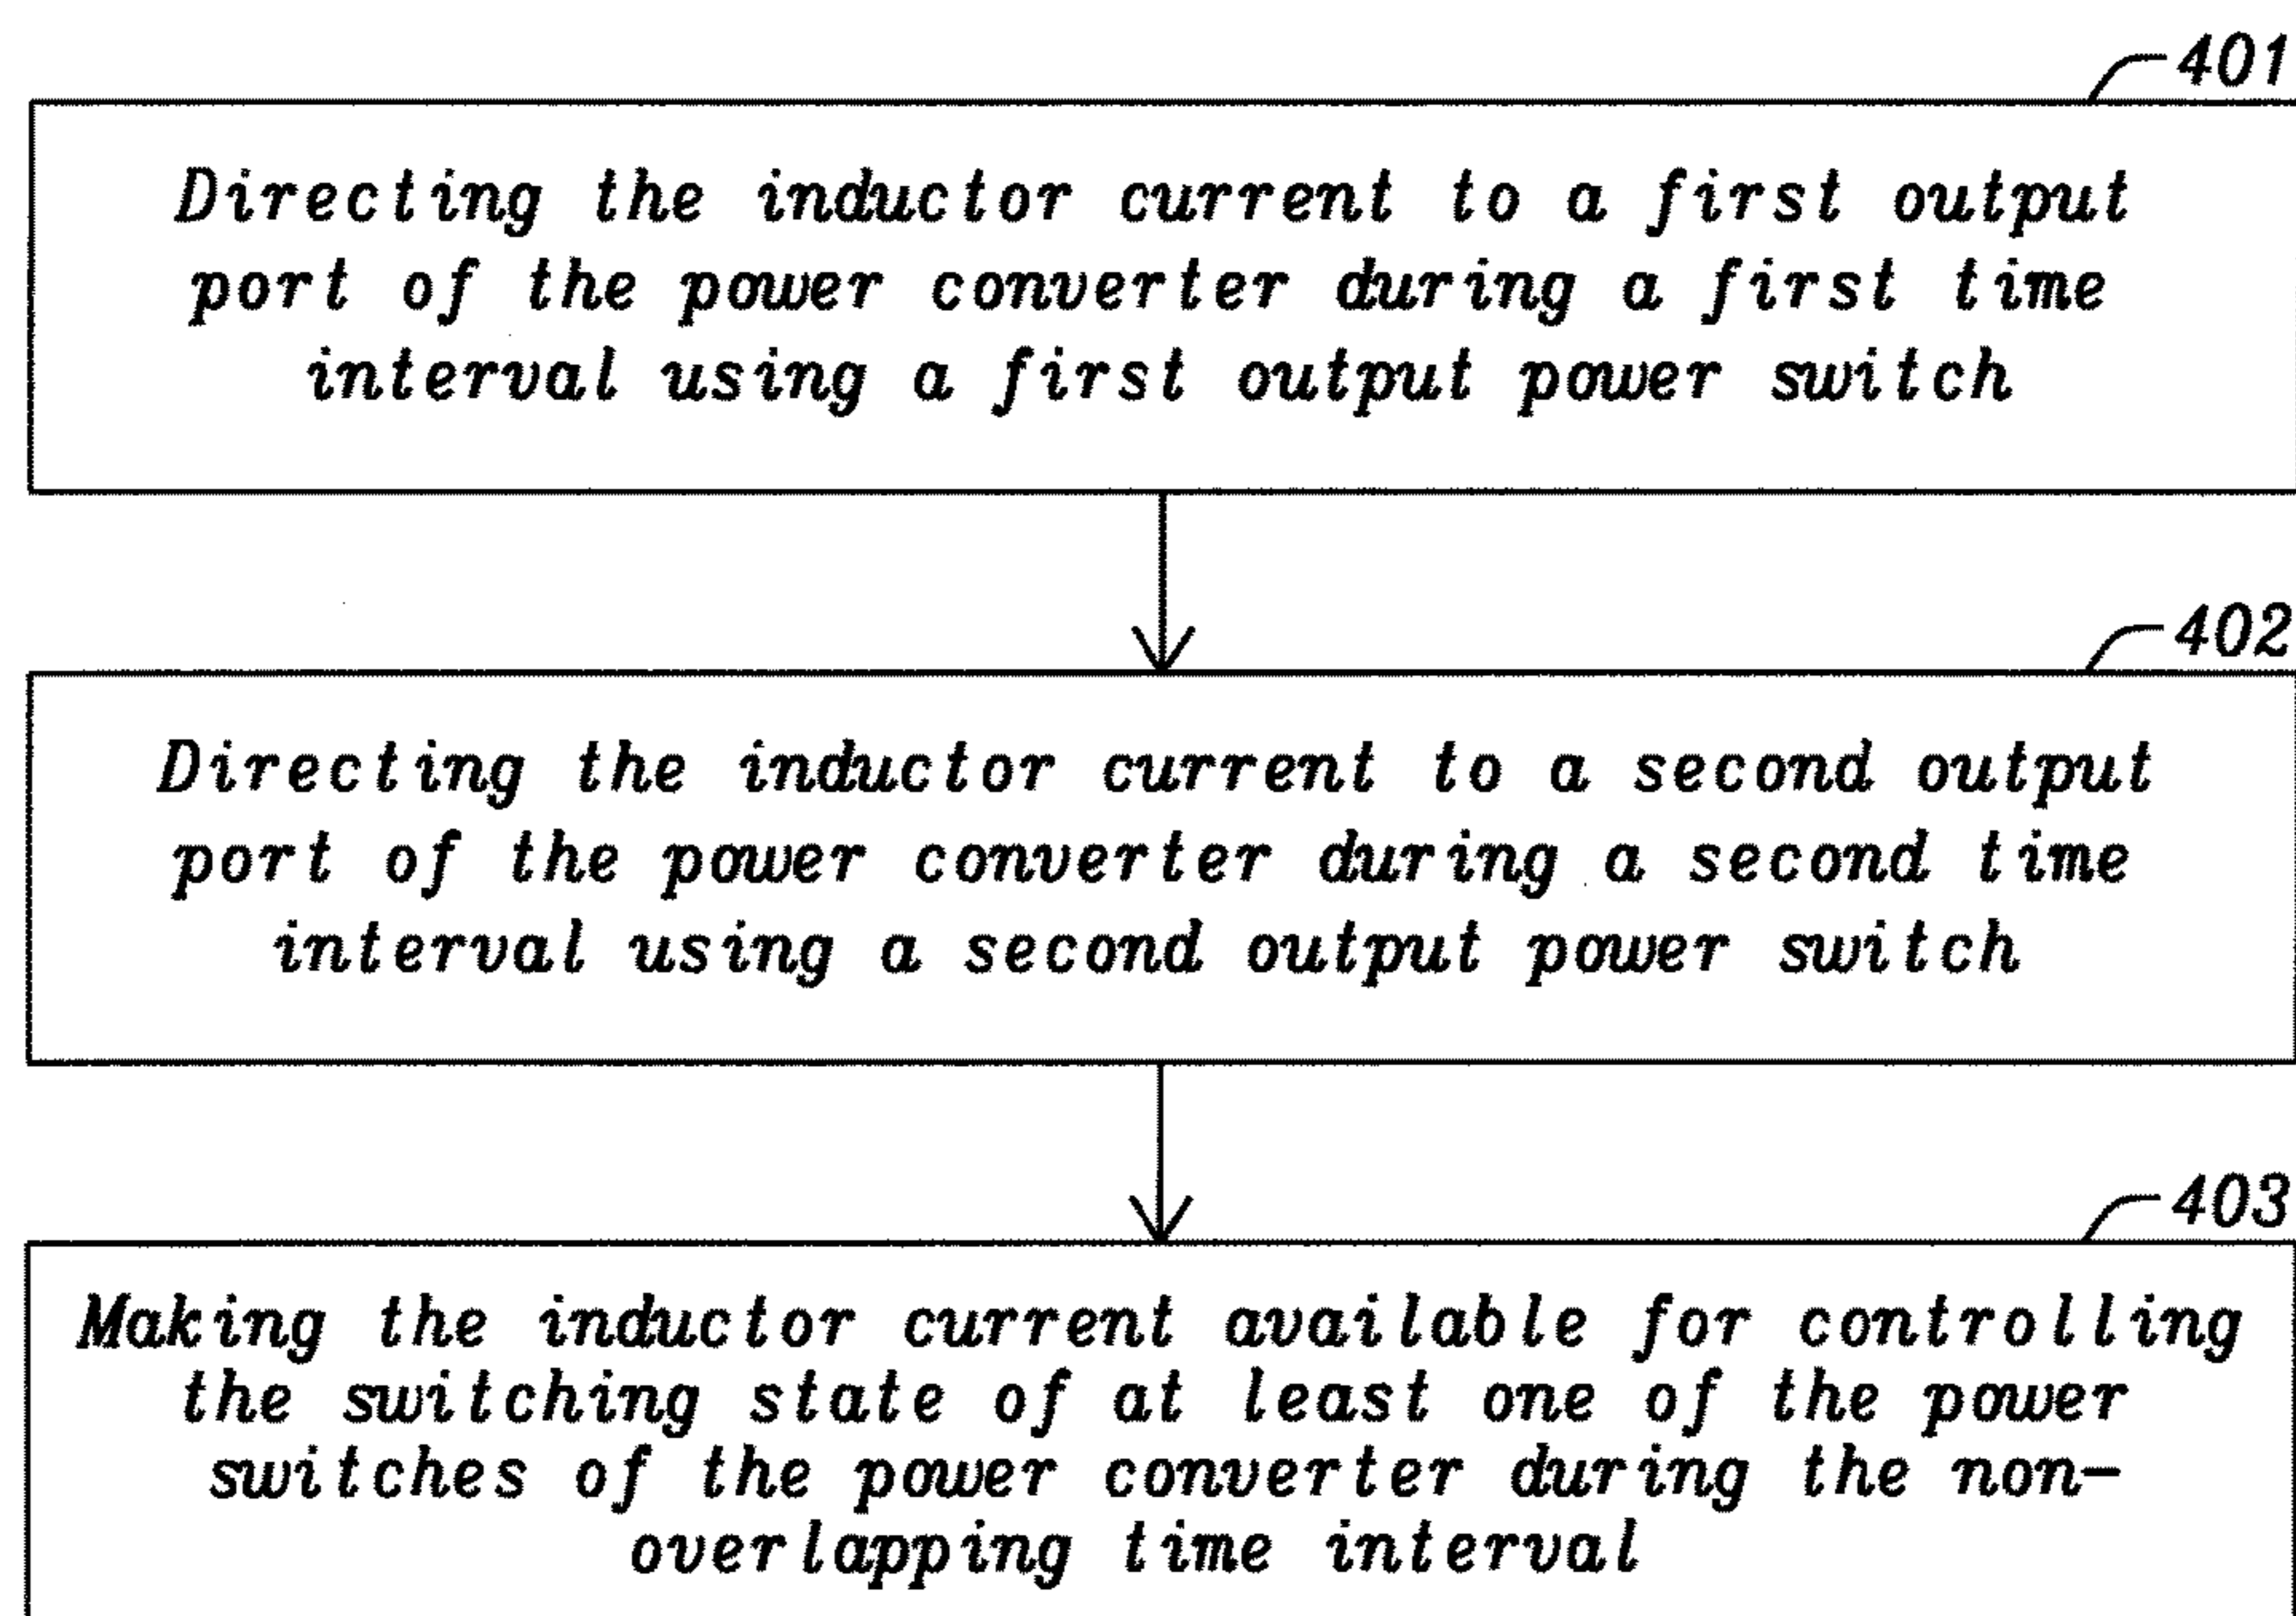 401
Directing the inductor current to a first output
port of the power converter during a first time
interval using a first output power switch
402
Directing the inductor current to a second output
port of the power converter during a second time
interval using a second output power switch
403
Making the inductor current available for controlling
the switching state of at least one of the power
switches of the power converter during the non-
overlapping time interval